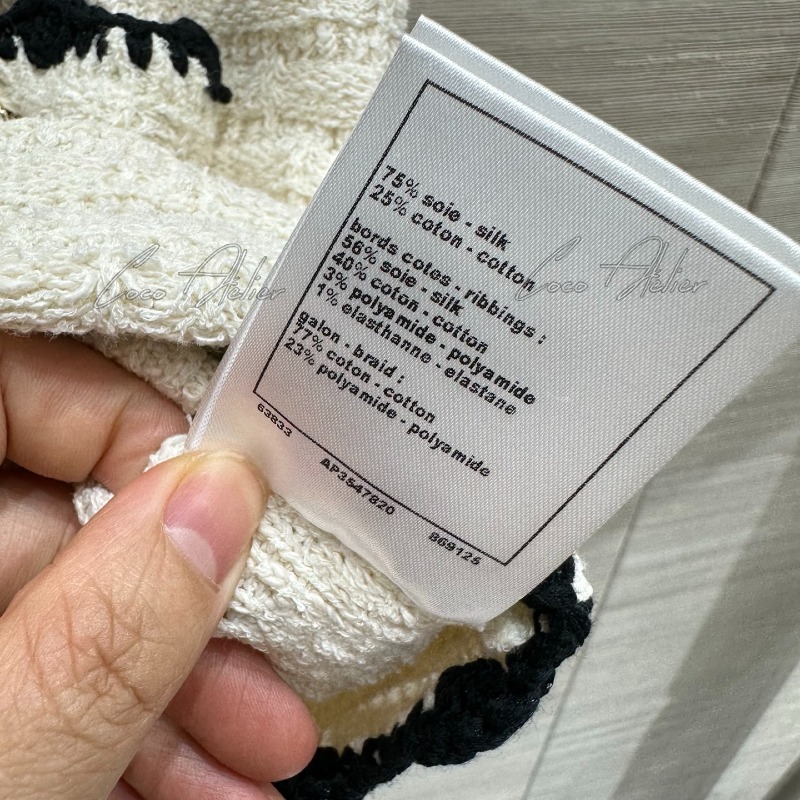 75% soie - silk
25% coton - cotton
bords cotes - ribbings :
56% soie - silk
40% coton - cotton
3% polyamide - polyamide
1% elasthanne - elastane
galon - braid :
77% coton - cotton
23% polyamide - polyamide
63833 AP3547820 869125
Coco Atelier
Coco Atelier